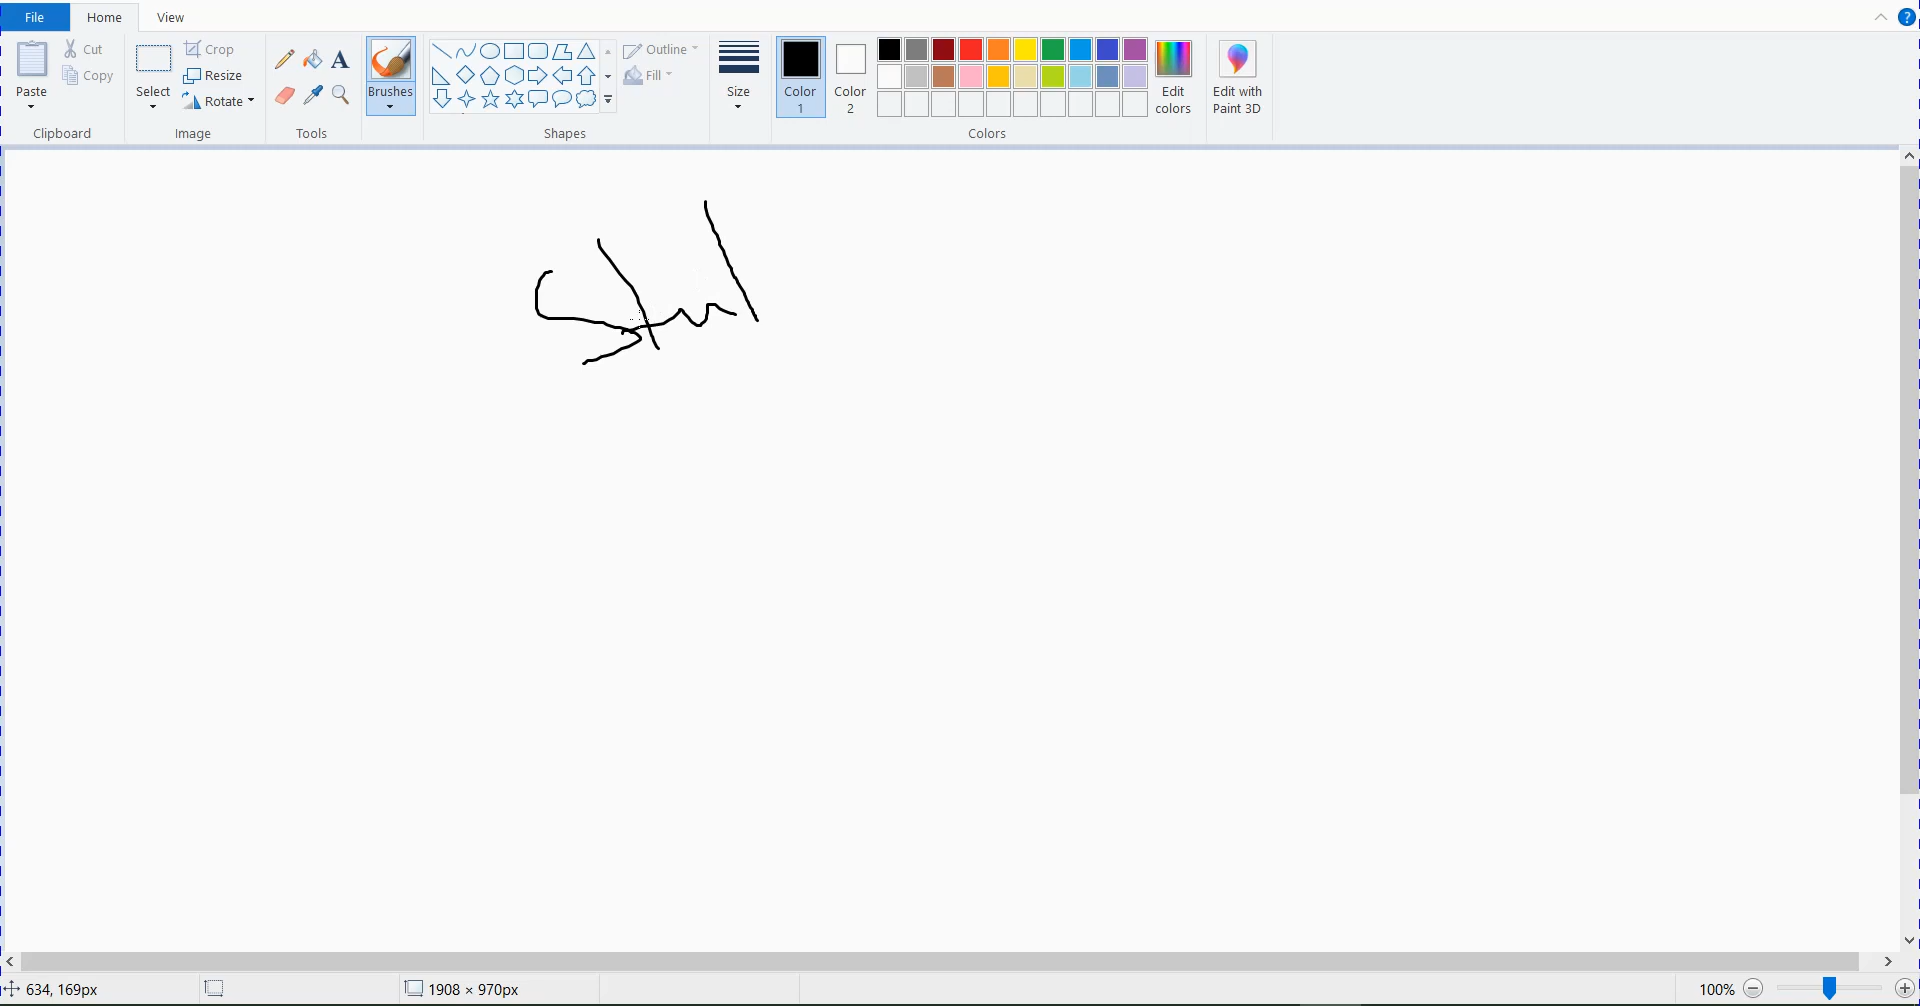 File Home View
Paste Cut Copy Clipboard
Select Crop Resize Rotate Image
Tools
Brushes
Outline Fill Shapes
Size
Color 1 Color 2 Edit colors Colors
Edit with Paint 3D
634, 169px 1908 × 970px 100%